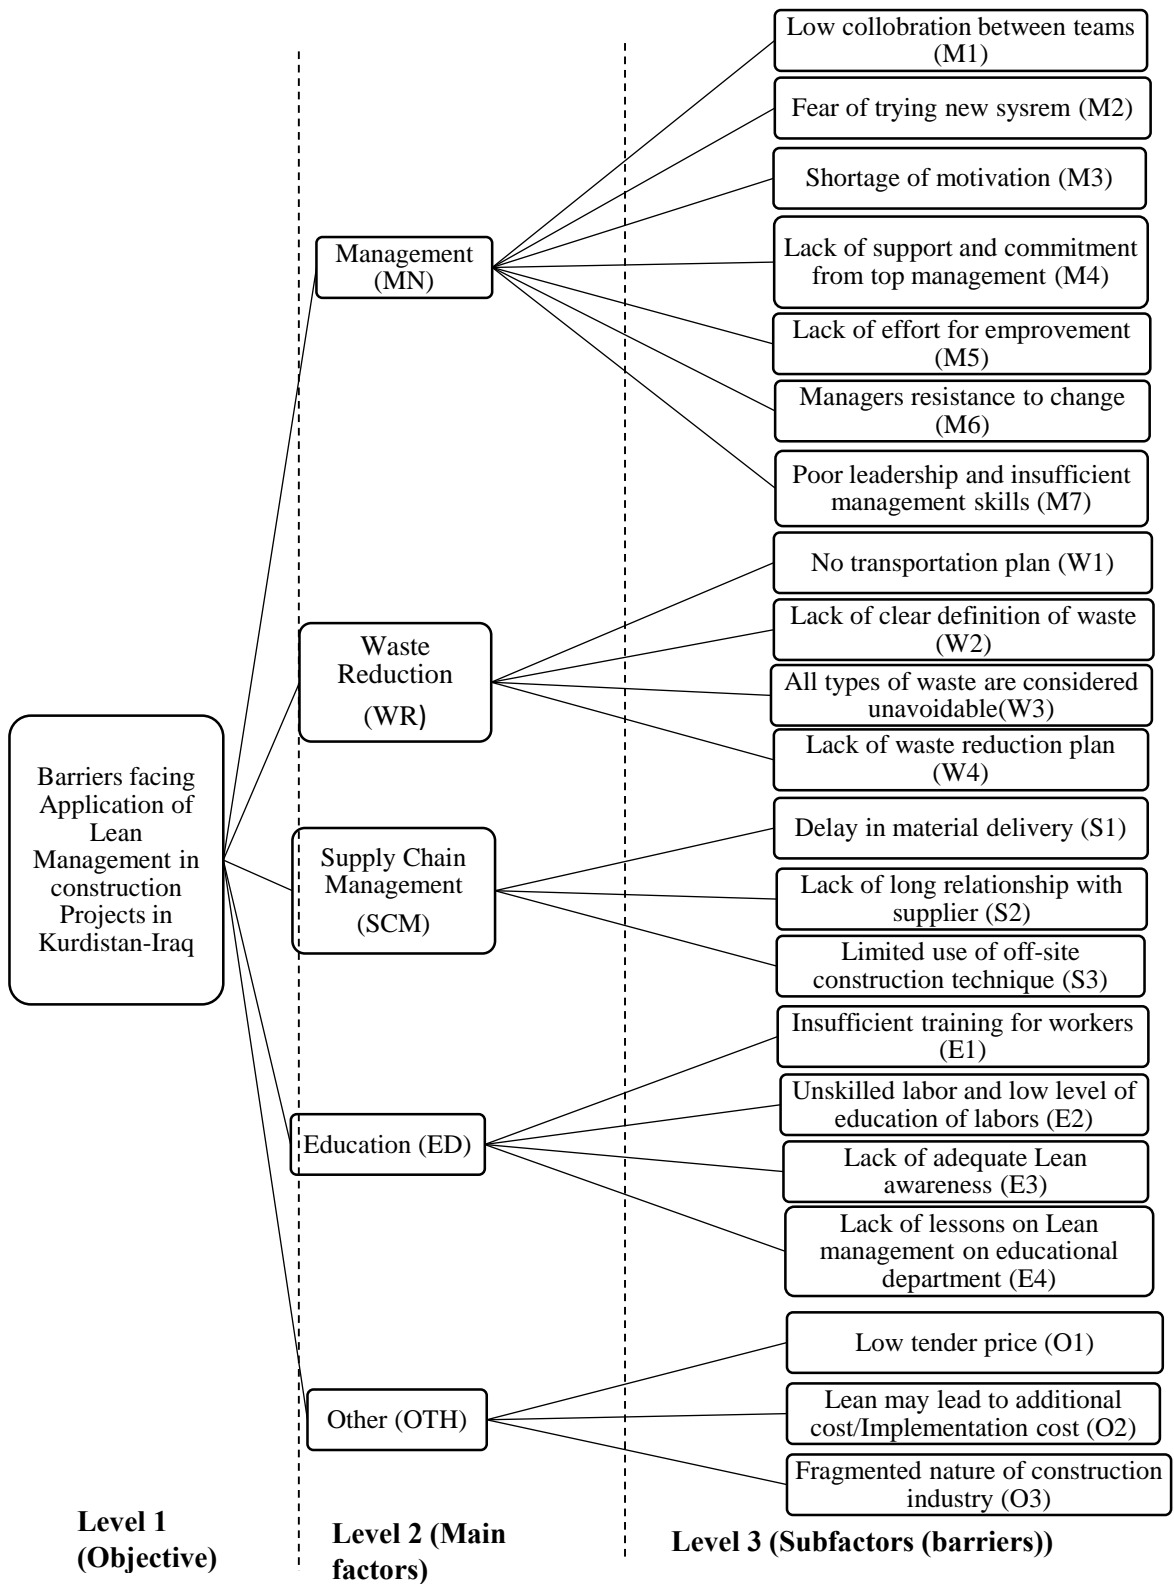 Barriers facing
Application of
Lean
Management in
construction
Projects in
Kurdistan-Iraq
Management
(MN)
Waste
Reduction
(WR)
Supply Chain
Management
(SCM)
Education (ED)
Other (OTH)
Low collobration between teams
(M1)
Fear of trying new sysrem (M2)
Shortage of motivation (M3)
Lack of support and commitment
from top management (M4)
Lack of effort for emprovement
(M5)
Managers resistance to change
(M6)
Poor leadership and insufficient
management skills (M7)
No transportation plan (W1)
Lack of clear definition of waste
(W2)
All types of waste are considered
unavoidable(W3)
Lack of waste reduction plan
(W4)
Delay in material delivery (S1)
Lack of long relationship with
supplier (S2)
Limited use of off-site
construction technique (S3)
Insufficient training for workers
(E1)
Unskilled labor and low level of
education of labors (E2)
Lack of adequate Lean
awareness (E3)
Lack of lessons on Lean
management on educational
department (E4)
Low tender price (O1)
Lean may lead to additional
cost/Implementation cost (O2)
Fragmented nature of construction
industry (O3)
Level 1
(Objective)
Level 2 (Main
factors)
Level 3 (Subfactors (barriers))